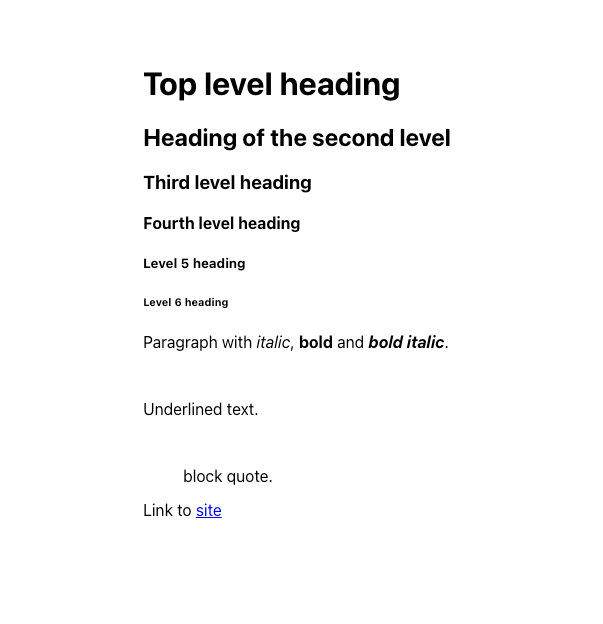 Top level heading
Heading of the second level
Third level heading
Fourth level heading
Level 5 heading
Level 6 heading
Paragraph with italic, bold and bold italic.
Underlined text.
block quote.
Link to site